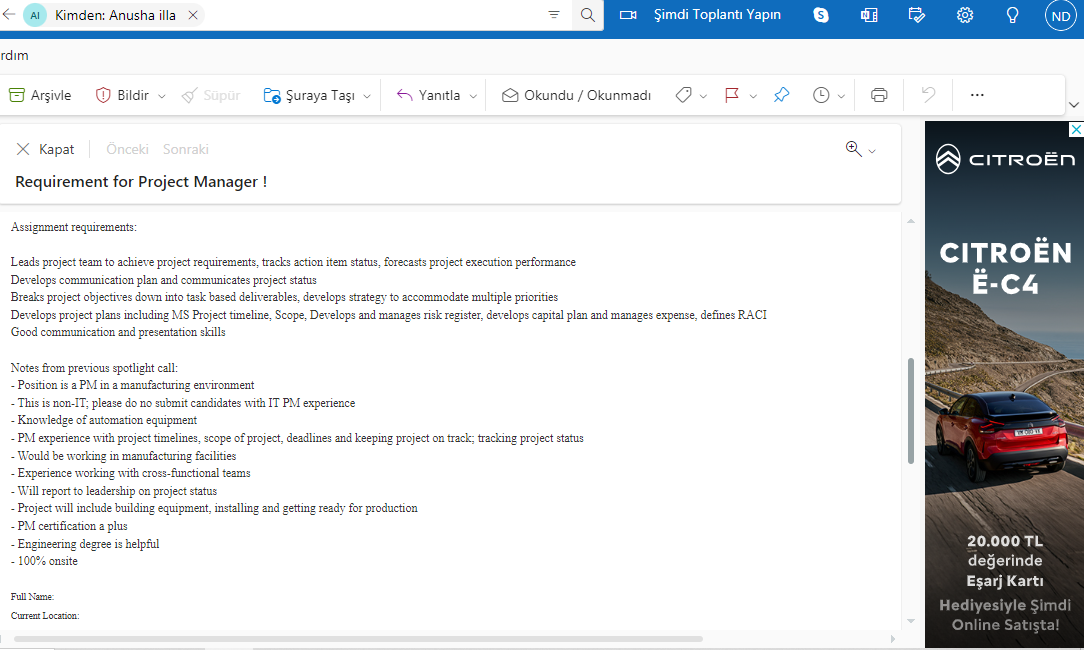 AI Kimden: Anusha illa
Şimdi Toplantı Yapın
ND
rdım
Arşivle
Bildir
Süpür
Şuraya Taşı
Yanıtla
Okundu / Okunmadı
Kapat
Önceki
Sonraki
Requirement for Project Manager !
Assignment requirements:
Leads project team to achieve project requirements, tracks action item status, forecasts project execution performance
Develops communication plan and communicates project status
Breaks project objectives down into task based deliverables, develops strategy to accommodate multiple priorities
Develops project plans including MS Project timeline, Scope, Develops and manages risk register, develops capital plan and manages expense, defines RACI
Good communication and presentation skills
Notes from previous spotlight call:
- Position is a PM in a manufacturing environment
- This is non-IT; please do no submit candidates with IT PM experience
- Knowledge of automation equipment
- PM experience with project timelines, scope of project, deadlines and keeping project on track; tracking project status
- Would be working in manufacturing facilities
- Experience working with cross-functional teams
- Will report to leadership on project status
- Project will include building equipment, installing and getting ready for production
- PM certification a plus
- Engineering degree is helpful
- 100% onsite
Full Name:
Current Location:
CITROËN
CITROËN
Ë-C4
20.000 TL
değerinde
Eşarj Kartı
Hediyesiyle Şimdi
Online Satışta!